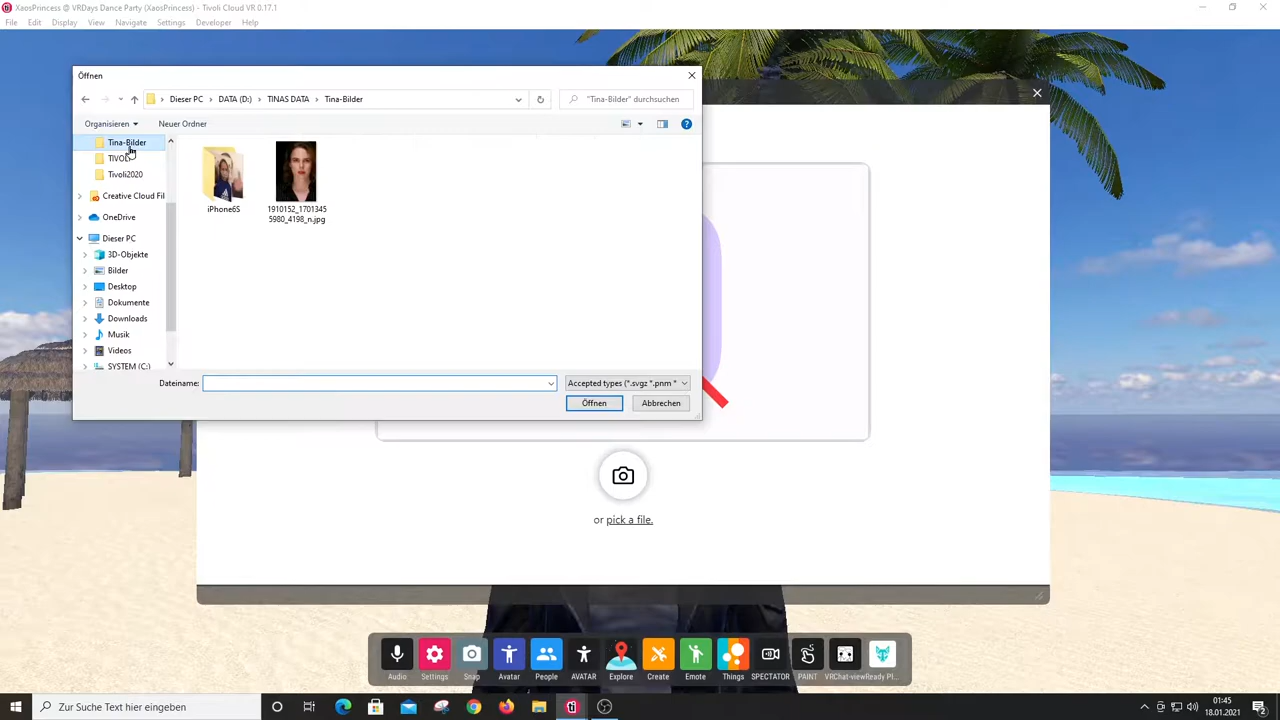 XaosPrincess @ VRDays Dance Party (XaosPrincess) - Tivoli Cloud VR 0.17.1
File Edit Display View Navigate Settings Developer Help
Öffnen
Dieser PC > DATA (D:) > TINAS DATA > Tina-Bilder
"Tina-Bilder" durchsuchen
Organisieren Neuer Ordner
Tina-Bilder
Tivoli2020
Creative Cloud Fil
OneDrive
Dieser PC
3D-Objekte
Bilder
Desktop
Dokumente
Downloads
Musik
Videos
SYSTEM (C:)
iPhone6S
1910152_1701345
5980_4198_n.jpg
Dateiname:
Accepted types (*.svgz *.pnm *
Öffnen Abbrechen
or pick a file.
Audio Settings Snap Avatar People AVATAR Explore Create Emote Things SPECTATOR PAINT VRChat-view Ready Pl...
Zur Suche Text hier eingeben
01:45
18.01.2021